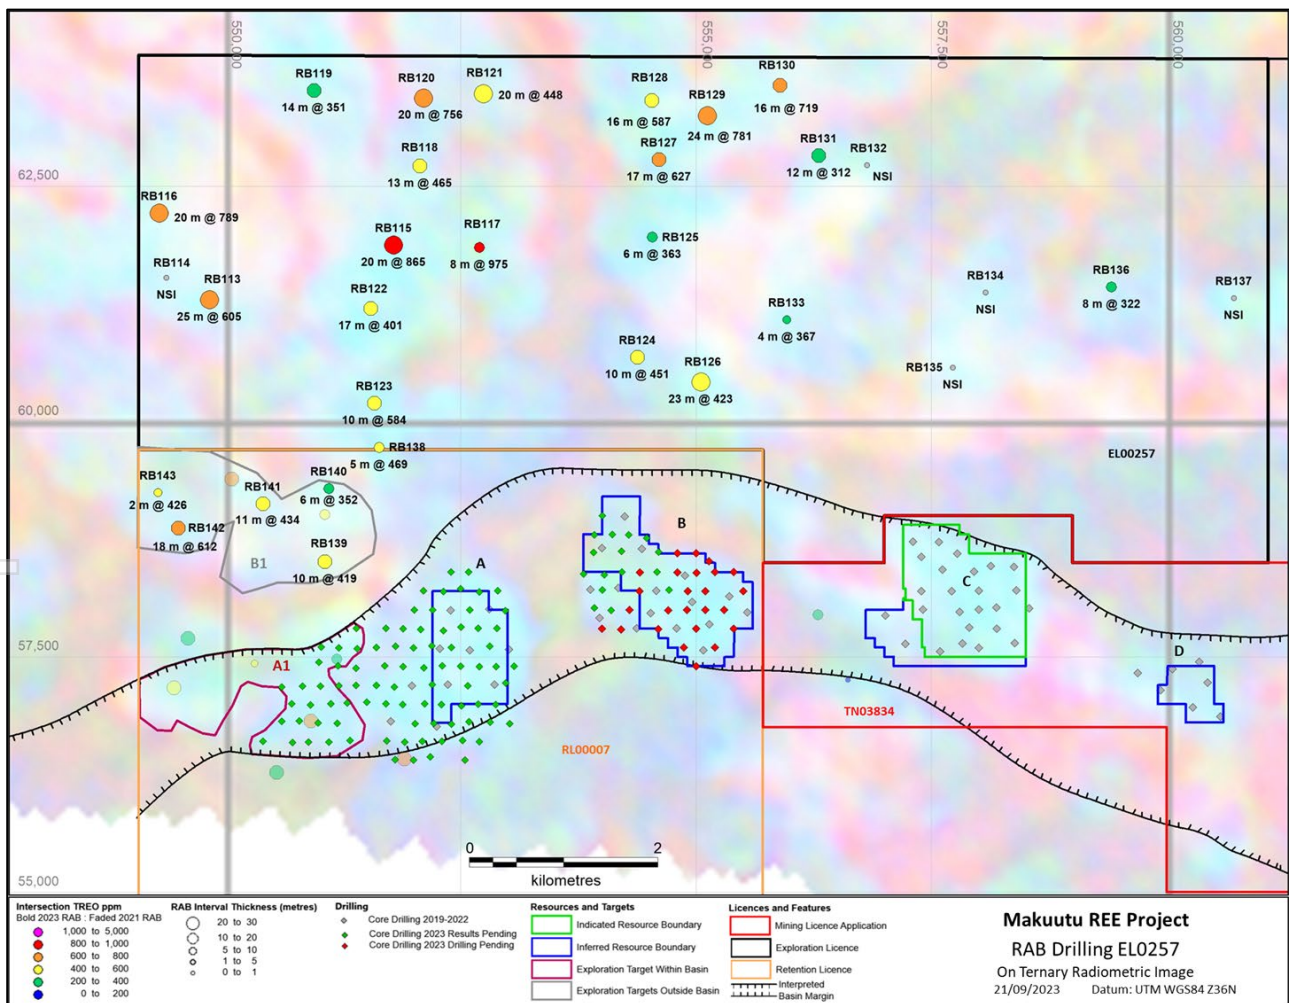 550,000
555,000
557,500
560,000
RB119
14 m @ 351
RB120
20 m @ 756
RB121
20 m @ 448
RB128
16 m @ 587
RB129
24 m @ 781
RB130
16 m @ 719
RB118
13 m @ 465
RB127
17 m @ 627
RB131
12 m @ 312
RB132
NSI
62,500
RB116
20 m @ 789
RB115
20 m @ 865
RB117
8 m @ 975
RB125
6 m @ 363
RB114
NSI
RB113
25 m @ 605
RB122
17 m @ 401
RB133
4 m @ 367
RB134
NSI
RB136
8 m @ 322
RB137
NSI
RB124
10 m @ 451
RB126
23 m @ 423
RB135
NSI
RB123
10 m @ 584
60,000
RB138
5 m @ 469
EL00257
RB143
2 m @ 426
RB141
11 m @ 434
RB140
6 m @ 352
RB142
18 m @ 612
RB139
10 m @ 419
B1
A
B
C
57,500
A1
D
TN03834
RL00007
55,000
0 2
kilometres
Intersection TREO ppm
Bold 2023 RAB : Faded 2021 RAB
1,000 to 5,000
800 to 1,000
600 to 800
400 to 600
200 to 400
0 to 200
RAB Interval Thickness (metres)
20 to 30
10 to 20
5 to 10
1 to 5
0 to 1
Drilling
Core Drilling 2019-2022
Core Drilling 2023 Results Pending
Core Drilling 2023 Drilling Pending
Resources and Targets
Indicated Resource Boundary
Inferred Resource Boundary
Exploration Target Within Basin
Exploration Targets Outside Basin
Licences and Features
Mining Licence Application
Exploration Licence
Retention Licence
Interpreted
Basin Margin
Makuutu REE Project
RAB Drilling EL0257
On Ternary Radiometric Image
21/09/2023 Datum: UTM WGS84 Z36N